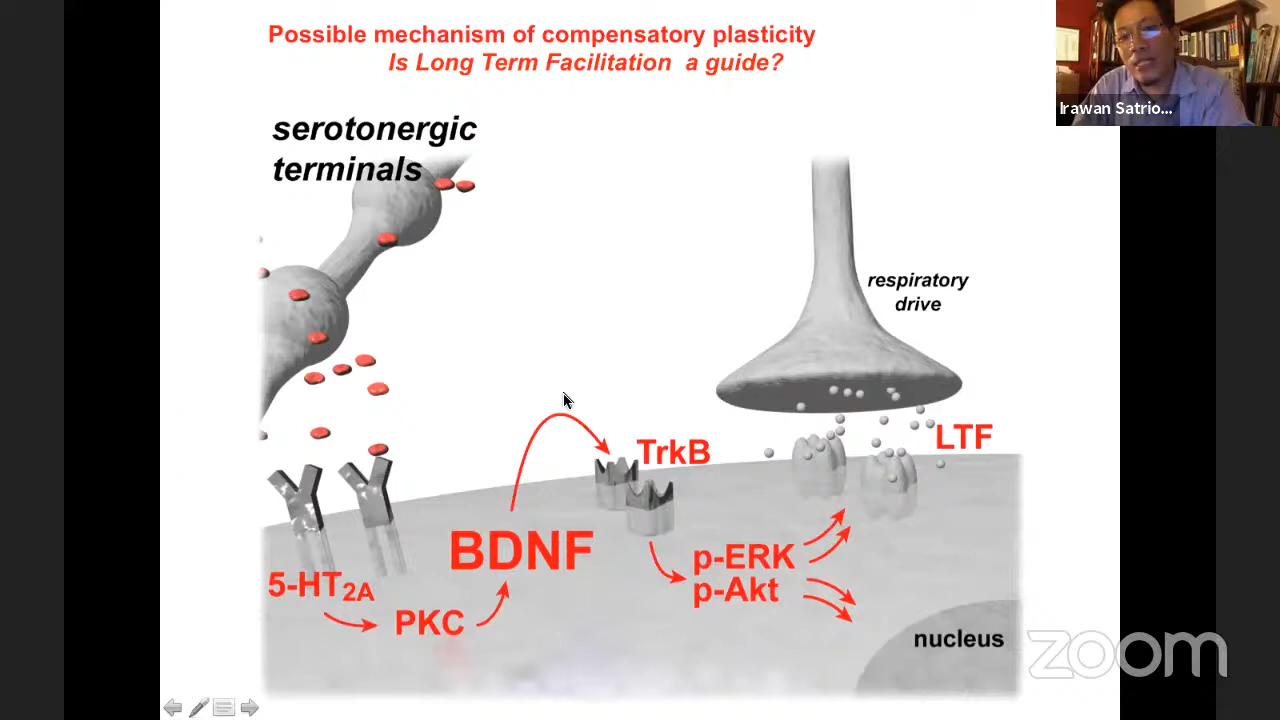 Possible mechanism of compensatory plasticity
Is Long Term Facilitation a guide?
Irawan Satrio...
serotonergic
terminals
respiratory
drive
LTF
TrkB
BDNF
p-ERK
p-Akt
5-HT2A
PKC
nucleus
zoom